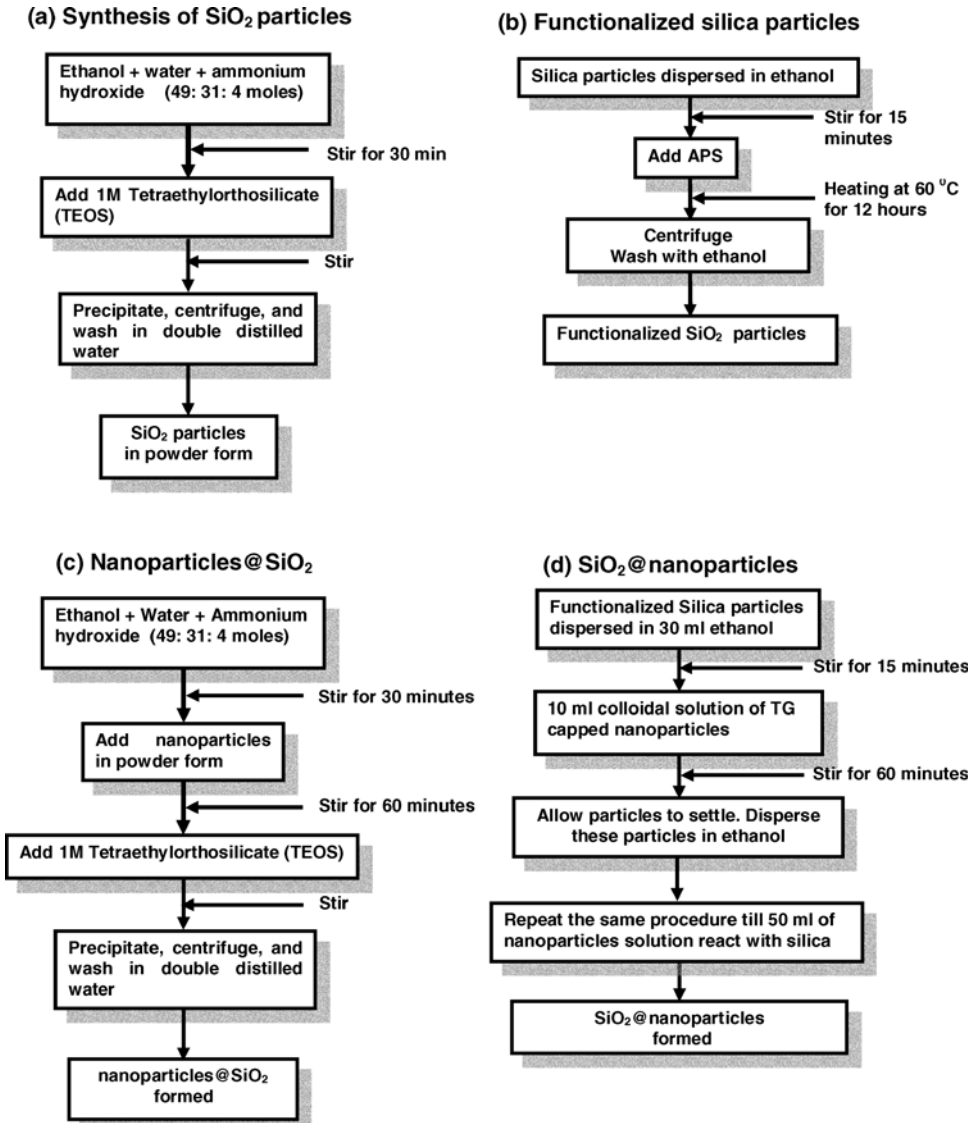 (a) Synthesis of SiO₂ particles
Ethanol + water + ammonium
hydroxide (49: 31: 4 moles)
Stir for 30 min
Add 1M Tetraethylorthosilicate
(TEOS)
Stir
Precipitate, centrifuge, and
wash in double distilled
water
SiO₂ particles
in powder form
(b) Functionalized silica particles
Silica particles dispersed in ethanol
Stir for 15
minutes
Add APS
Heating at 60 ⁰C
for 12 hours
Centrifuge
Wash with ethanol
Functionalized SiO₂ particles
(c) Nanoparticles@SiO₂
Ethanol + Water + Ammonium
hydroxide (49: 31: 4 moles)
Stir for 30 minutes
Add nanoparticles
in powder form
Stir for 60 minutes
Add 1M Tetraethylorthosilicate (TEOS)
Stir
Precipitate, centrifuge, and
wash in double distilled
water
nanoparticles@SiO₂
formed
(d) SiO₂@nanoparticles
Functionalized Silica particles
dispersed in 30 ml ethanol
Stir for 15 minutes
10 ml colloidal solution of TG
capped nanoparticles
Stir for 60 minutes
Allow particles to settle. Disperse
these particles in ethanol
Repeat the same procedure till 50 ml of
nanoparticles solution react with silica
SiO₂@nanoparticles
formed